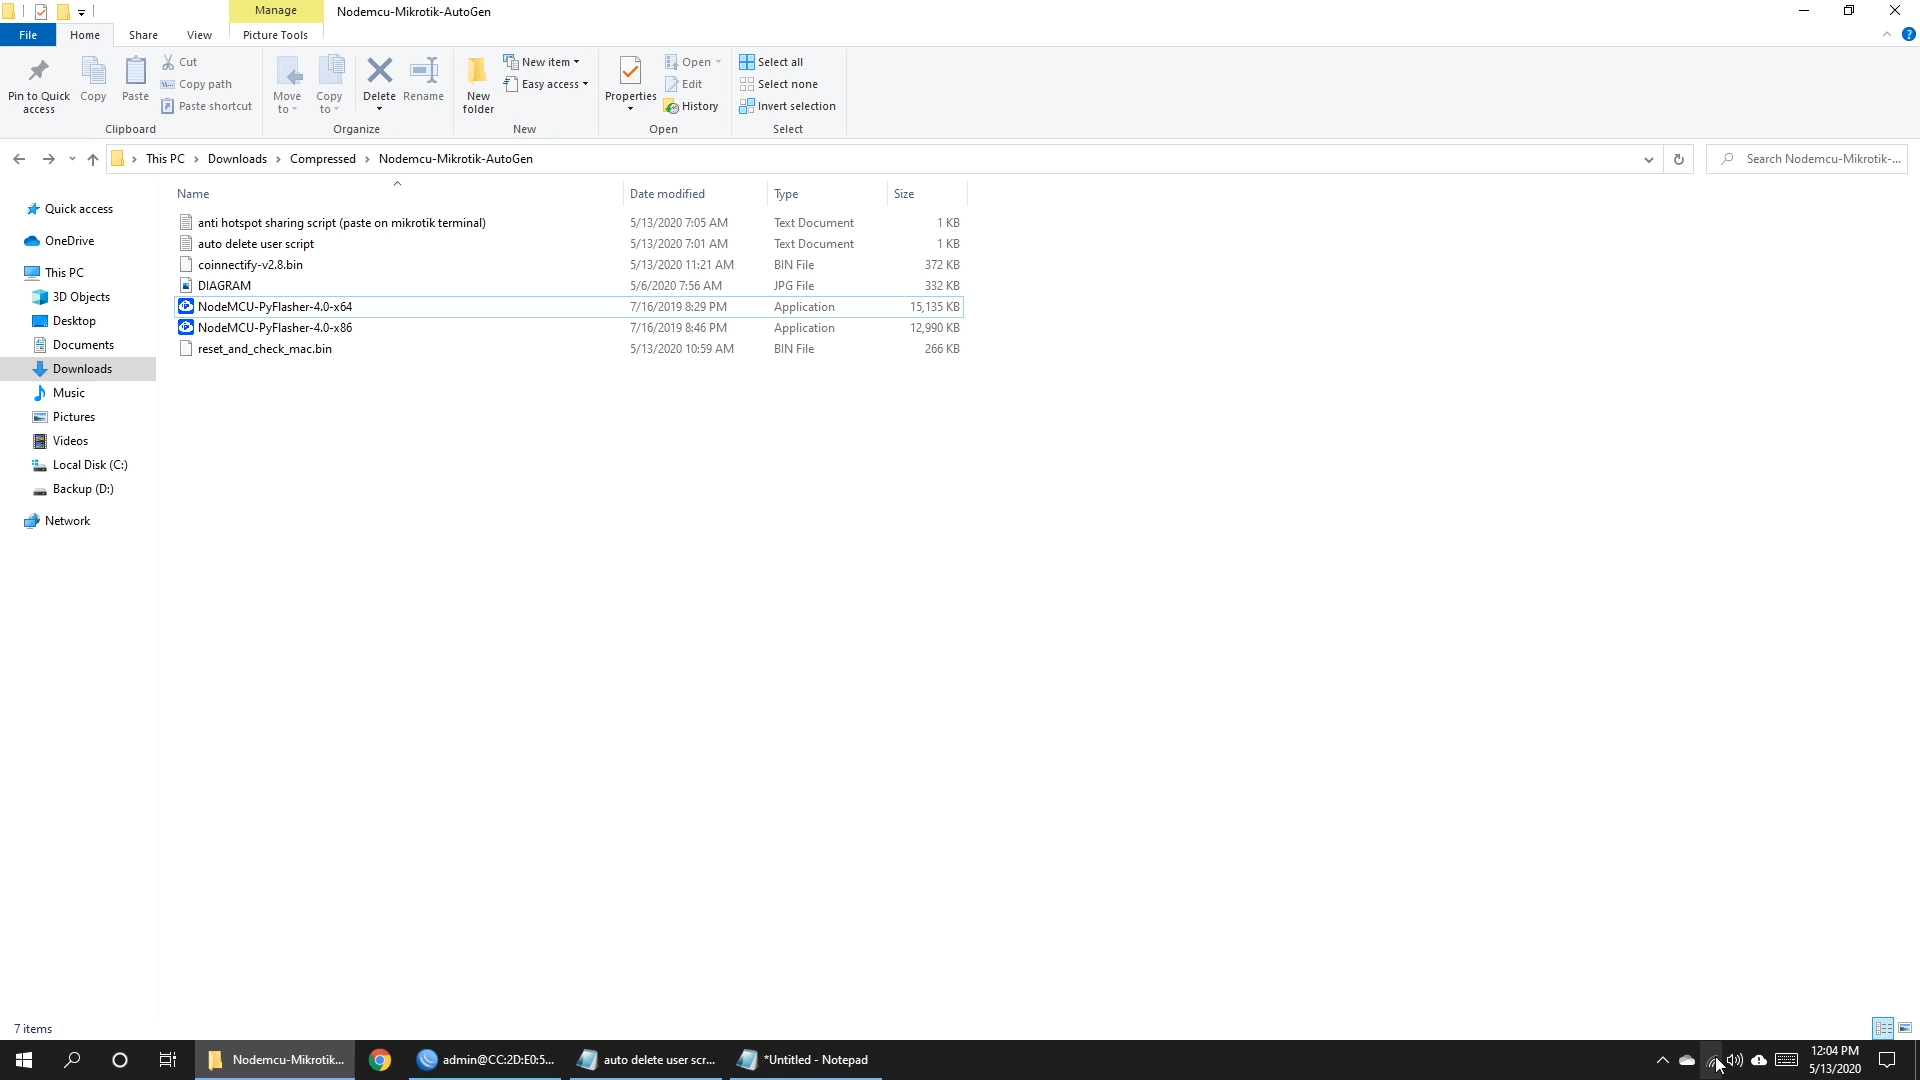 Manage
Nodemcu-Mikrotik-AutoGen
File
Home
Share
View
Picture Tools
Pin to Quick access
Copy
Paste
Cut
Copy path
Paste shortcut
Clipboard
Move to
Copy to
Delete
Rename
Organize
New folder
New item
Easy access
New
Properties
Open
Edit
History
Open
Select all
Select none
Invert selection
Select
This PC > Downloads > Compressed > Nodemcu-Mikrotik-AutoGen
Search Nodemcu-Mikrotik-...
Name Date modified Type Size
anti hotspot sharing script (paste on mikrotik terminal) 5/13/2020 7:05 AM Text Document 1 KB
auto delete user script 5/13/2020 7:01 AM Text Document 1 KB
coinnectify-v2.8.bin 5/13/2020 11:21 AM BIN File 372 KB
DIAGRAM 5/6/2020 7:56 AM JPG File 332 KB
NodeMCU-PyFlasher-4.0-x64 7/16/2019 8:29 PM Application 15,135 KB
NodeMCU-PyFlasher-4.0-x86 7/16/2019 8:46 PM Application 12,990 KB
reset_and_check_mac.bin 5/13/2020 10:59 AM BIN File 266 KB
Quick access
OneDrive
This PC
3D Objects
Desktop
Documents
Downloads
Music
Pictures
Videos
Local Disk (C:)
Backup (D:)
Network
7 items
Nodemcu-Mikrotik...
admin@CC:2D:E0:5...
auto delete user scr...
*Untitled - Notepad
12:04 PM
5/13/2020